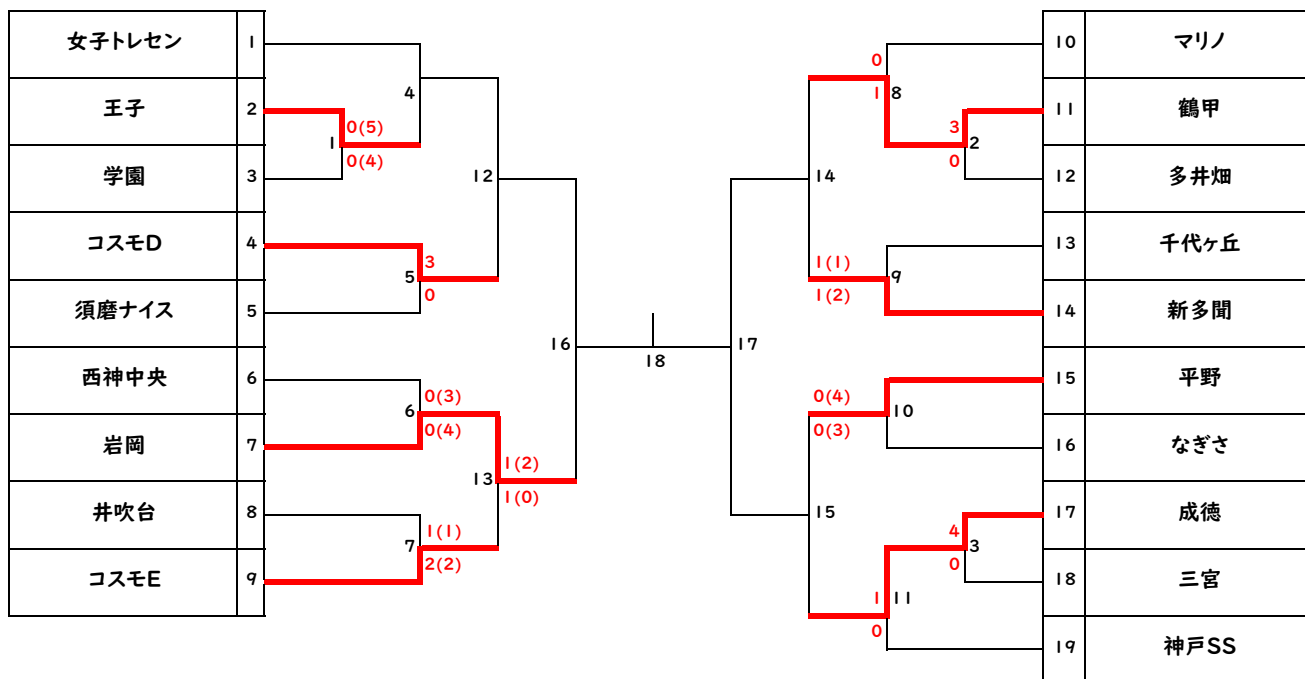 女子トレセン 1
王子 2
学園 3
コスモD 4
須磨ナイス 5
西神中央 6
岩岡 7
井吹台 8
コスモE 9
4
1
0(5)
0(4)
12
5
3
0
16
6
0(3)
0(4)
13
1(2)
1(0)
7
1(1)
2(2)
18
17
14
0
1
8
3
0
2
1(1)
1(2)
9
0(4)
0(3)
10
15
4
0
3
1
0
11
10 マリノ
11 鶴甲
12 多井畑
13 千代ヶ丘
14 新多聞
15 平野
16 なぎさ
17 成徳
18 三宮
19 神戸SS